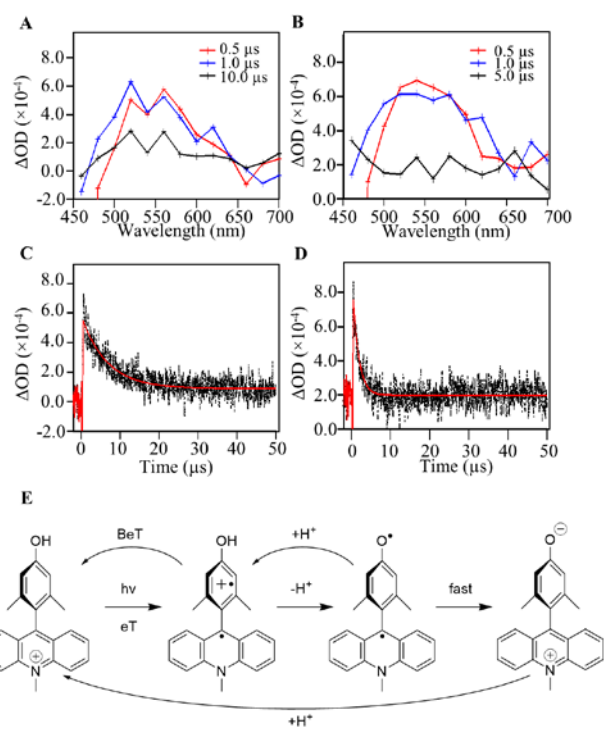 A
B
8.0
6.0
4.0
2.0
0.0
-2.0
ΔOD (×10⁻⁴)
0.5 µs
1.0 µs
10.0 µs
450 500 550 600 650 700
Wavelength (nm)
8.0
6.0
4.0
2.0
0.0
ΔOD (×10⁻⁴)
0.5 µs
1.0 µs
5.0 µs
450 500 550 600 650 700
Wavelength (nm)
C
D
8.0
6.0
4.0
2.0
0.0
-2.0
ΔOD (×10⁻⁴)
0 10 20 30 40 50
Time (µs)
8.0
6.0
4.0
2.0
0.0
ΔOD (×10⁻⁴)
0 10 20 30 40 50
Time (µs)
E
OH
BeT
OH
+H⁺
O•
O⊖
hν
eT
+•
-H⁺
fast
•
•
N⊕
N
N
N⊕
+H⁺